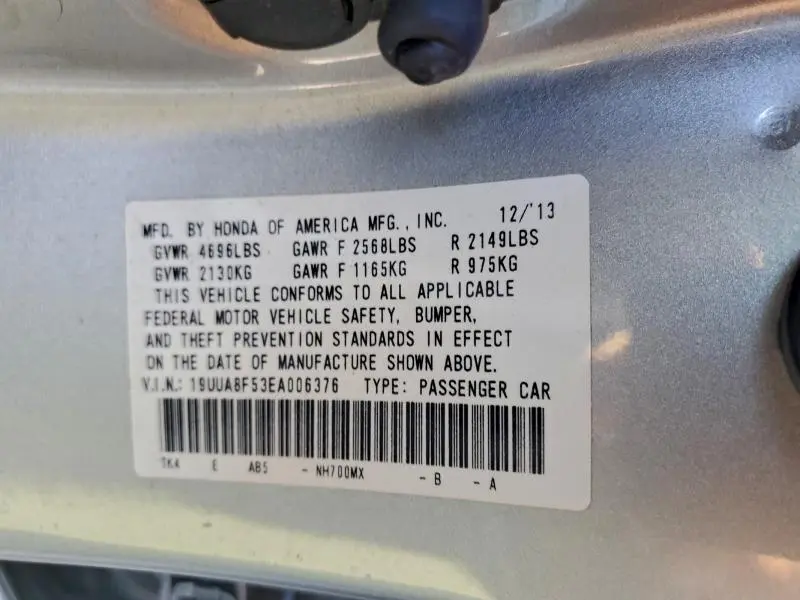 MFD. BY HONDA OF AMERICA MFG., INC. 12/'13
GVWR 4696LBS GAWR F 2568LBS R 2149LBS
GVWR 2130KG GAWR F 1165KG R 975KG
THIS VEHICLE CONFORMS TO ALL APPLICABLE
FEDERAL MOTOR VEHICLE SAFETY, BUMPER,
AND THEFT PREVENTION STANDARDS IN EFFECT
ON THE DATE OF MANUFACTURE SHOWN ABOVE.
V.I.N.: 19UUA8F53EA006376 TYPE: PASSENGER CAR
TK4 E AB5 - NH700MX - B - A